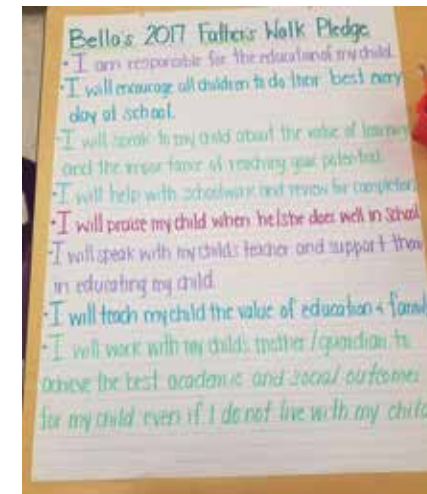 Bella's 2017 Father's Walk Pledge
• I am responsible for the education of my child.
• I will encourage all children to do their best every
day at school.
• I will speak to my child about the value of learning
and the importance of reaching your potential.
• I will help with schoolwork and review for completion.
• I will praise my child when he/she does well in School
• I will speak with my child's teacher and support them
in educating my child.
• I will teach my child the value of education & family
• I will work with my child's mother/guardian to
achieve the best academic and social outcomes
for my child even if I do not live with my child